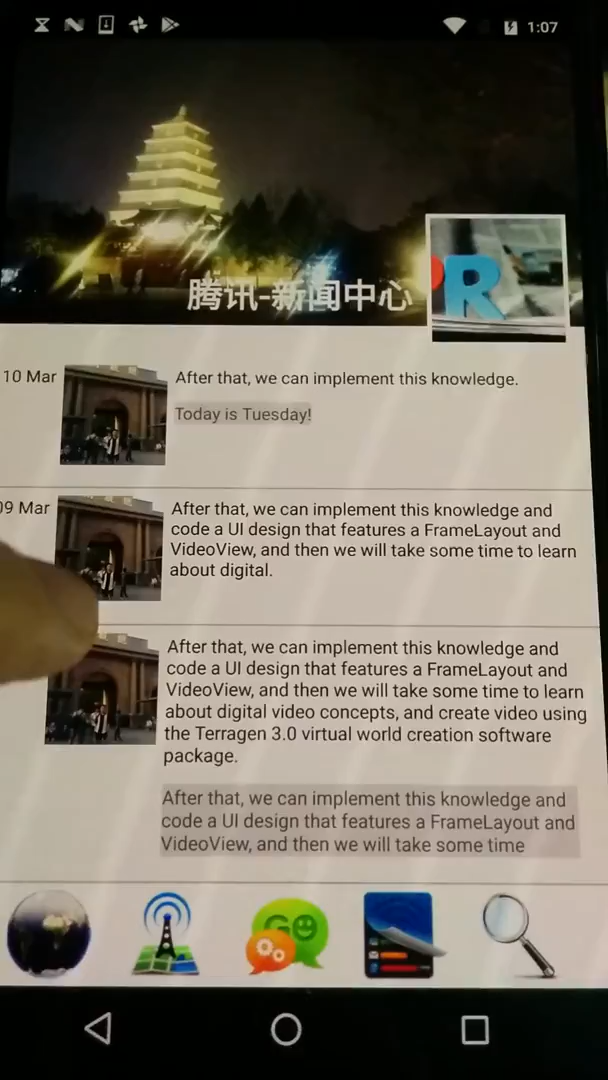 1:07
腾讯-新闻中心
R
10 Mar
After that, we can implement this knowledge.
Today is Tuesday!
09 Mar
After that, we can implement this knowledge and
code a UI design that features a FrameLayout and
VideoView, and then we will take some time to learn
about digital.
After that, we can implement this knowledge and
code a UI design that features a FrameLayout and
VideoView, and then we will take some time to learn
about digital video concepts, and create video using
the Terragen 3.0 virtual world creation software
package.
After that, we can implement this knowledge and
code a UI design that features a FrameLayout and
VideoView, and then we will take some time
GO